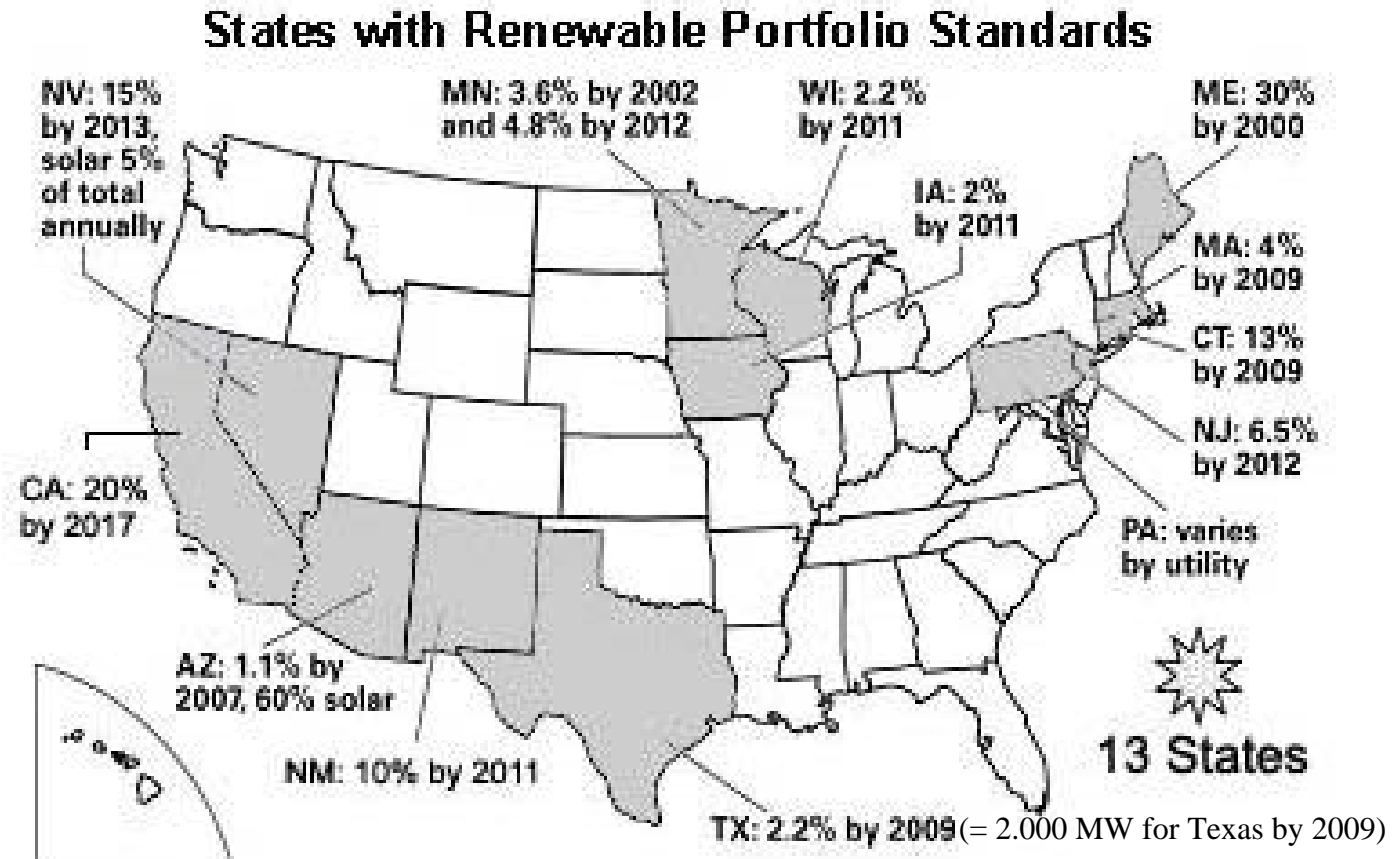 States with Renewable Portfolio Standards
NV: 15%
by 2013,
solar 5%
of total
annually
MN: 3.6% by 2002
and 4.8% by 2012
WI: 2.2%
by 2011
ME: 30%
by 2000
IA: 2%
by 2011
MA: 4%
by 2009
CT: 13%
by 2009
NJ: 6.5%
by 2012
CA: 20%
by 2017
PA: varies
by utility
AZ: 1.1% by
2007, 60% solar
NM: 10% by 2011
13 States
TX: 2.2% by 2009 (= 2.000 MW for Texas by 2009)